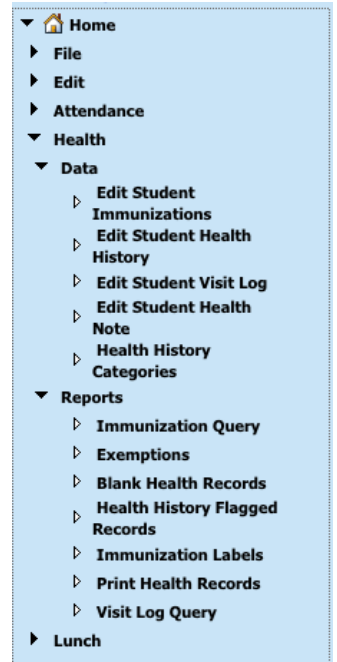 Home
File
Edit
Attendance
Health
Data
Edit Student
Immunizations
Edit Student Health
History
Edit Student Visit Log
Edit Student Health
Note
Health History
Categories
Reports
Immunization Query
Exemptions
Blank Health Records
Health History Flagged
Records
Immunization Labels
Print Health Records
Visit Log Query
Lunch